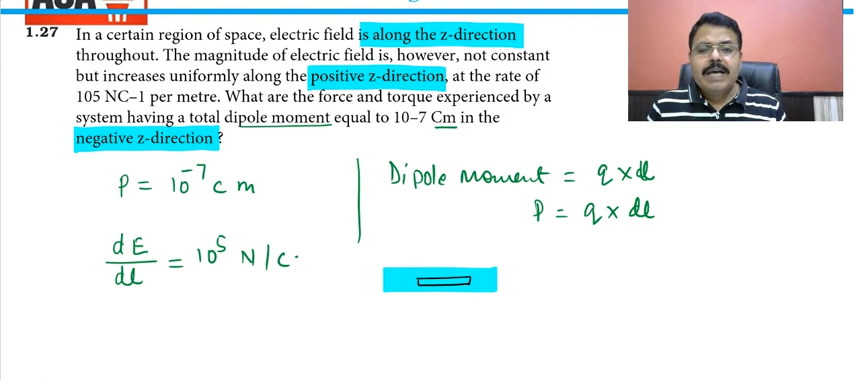 1.27 In a certain region of space, electric field is along the z-direction
throughout. The magnitude of electric field is, however, not constant
but increases uniformly along the positive z-direction, at the rate of
105 NC–1 per metre. What are the force and torque experienced by a
system having a total dipole moment equal to 10–7 Cm in the
negative z-direction ?
P = 10^-7 c m
dE/dl = 10^5 N/C.
Dipole Moment = q x dl
P = q x dl